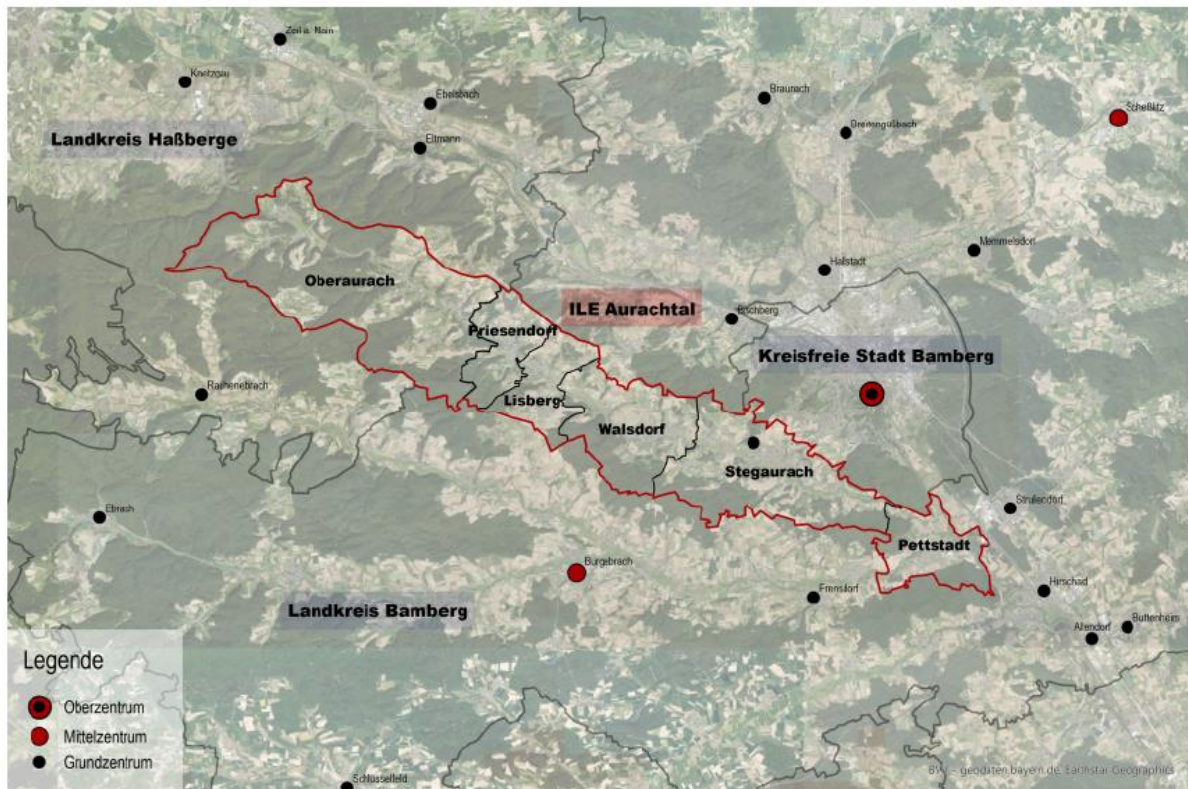 Zeil a. Main
Knetzgau
Ebelsbach
Baunach
Scheßlitz
Breitengüßbach
Landkreis Haßberge
Eltmann
Memmelsdorf
Hallstadt
Oberaurach
ILE Aurachtal
Bischberg
Priesendorf
Kreisfreie Stadt Bamberg
Rauhenebrach
Lisberg
Walsdorf
Stegaurach
Strullendorf
Ebrach
Pettstadt
Burgebrach
Hirschaid
Frensdorf
Landkreis Bamberg
Buttenheim
Altendorf
Legende
Oberzentrum
Mittelzentrum
Grundzentrum
Schlüsselfeld
geodaten.bayern.de, Earthstar Geographics